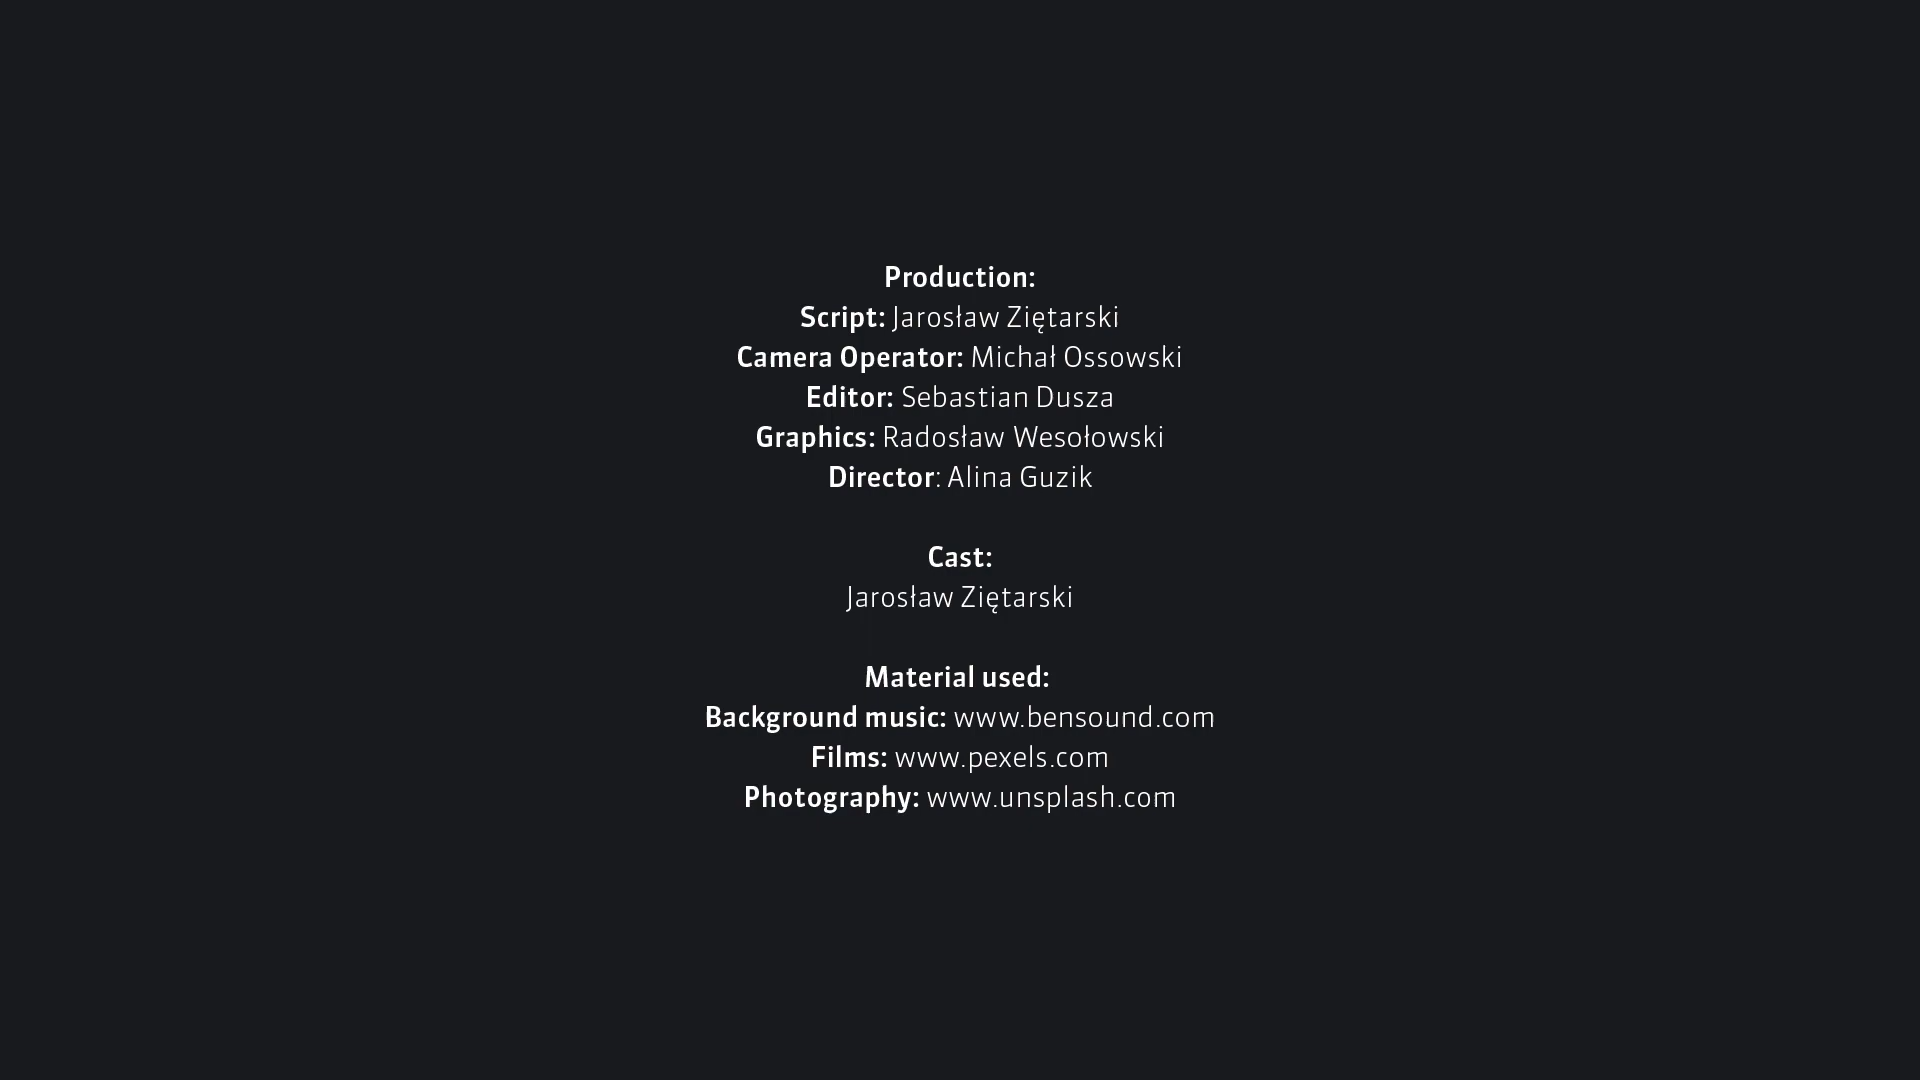 Production:
Script: Jarosław Ziętarski
Camera Operator: Michał Ossowski
Editor: Sebastian Dusza
Graphics: Radosław Wesołowski
Director: Alina Guzik
Cast:
Jarosław Ziętarski
Material used:
Background music: www.bensound.com
Films: www.pexels.com
Photography: www.unsplash.com